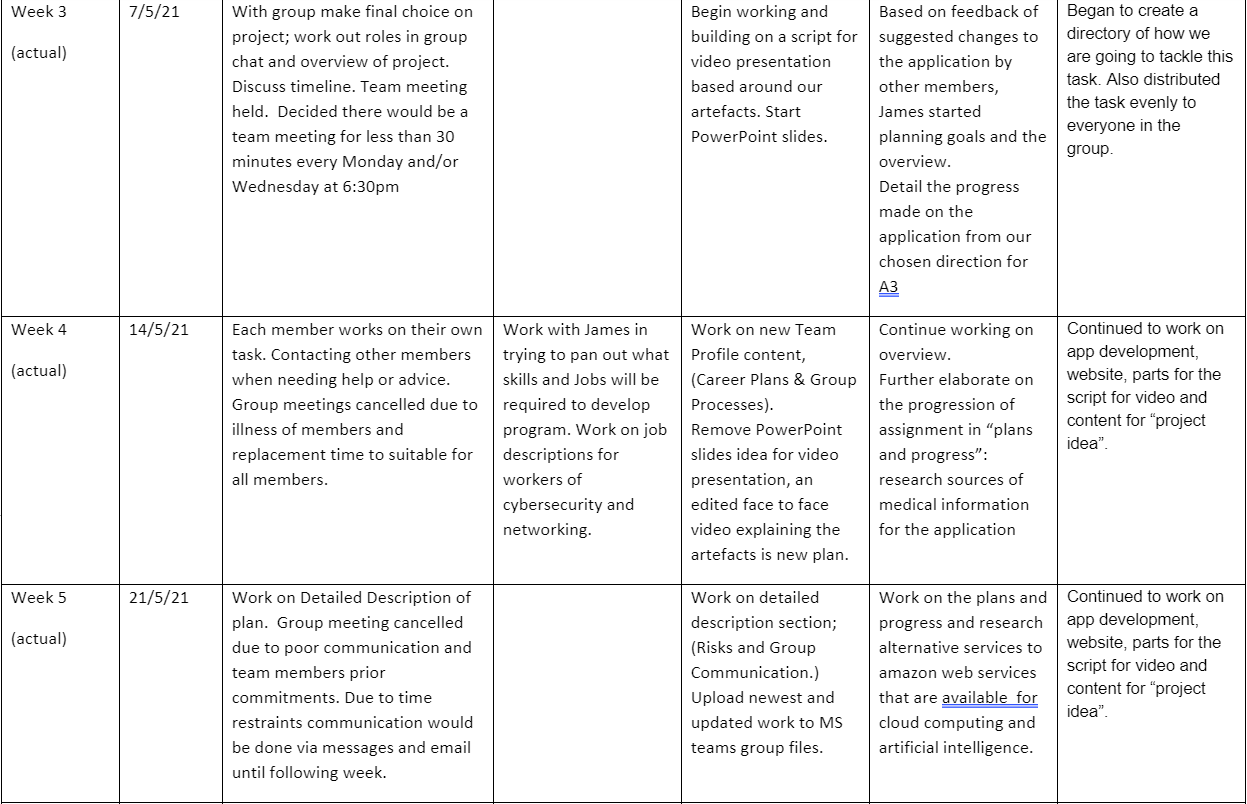 Week 3
(actual)
7/5/21
With group make final choice on
project; work out roles in group
chat and overview of project.
Discuss timeline. Team meeting
held.  Decided there would be a
team meeting for less than 30
minutes every Monday and/or
Wednesday at 6:30pm
Begin working and
building on a script for
video presentation
based around our
artefacts. Start
PowerPoint slides.
Based on feedback of
suggested changes to
the application by
other members,
James started
planning goals and the
overview.
Detail the progress
made on the
application from our
chosen direction for
A3
Began to create a
directory of how we
are going to tackle this
task. Also distributed
the task evenly to
everyone in the
group.
Week 4
(actual)
14/5/21
Each member works on their own
task. Contacting other members
when needing help or advice.
Group meetings cancelled due to
illness of members and
replacement time to suitable for
all members.
Work with James in
trying to pan out what
skills and Jobs will be
required to develop
program. Work on job
descriptions for
workers of
cybersecurity and
networking.
Work on new Team
Profile content,
(Career Plans & Group
Processes).
Remove PowerPoint
slides idea for video
presentation, an
edited face to face
video explaining the
artefacts is new plan.
Continue working on
overview.
Further elaborate on
the progression of
assignment in “plans
and progress”:
research sources of
medical information
for the application
Continued to work on
app development,
website, parts for the
script for video and
content for “project
idea”.
Week 5
(actual)
21/5/21
Work on Detailed Description of
plan.  Group meeting cancelled
due to poor communication and
team members prior
commitments. Due to time
restraints communication would
be done via messages and email
until following week.
Work on detailed
description section;
(Risks and Group
Communication.)
Upload newest and
updated work to MS
teams group files.
Work on the plans and
progress and research
alternative services to
amazon web services
that are available  for
cloud computing and
artificial intelligence.
Continued to work on
app development,
website, parts for the
script for video and
content for “project
idea”.